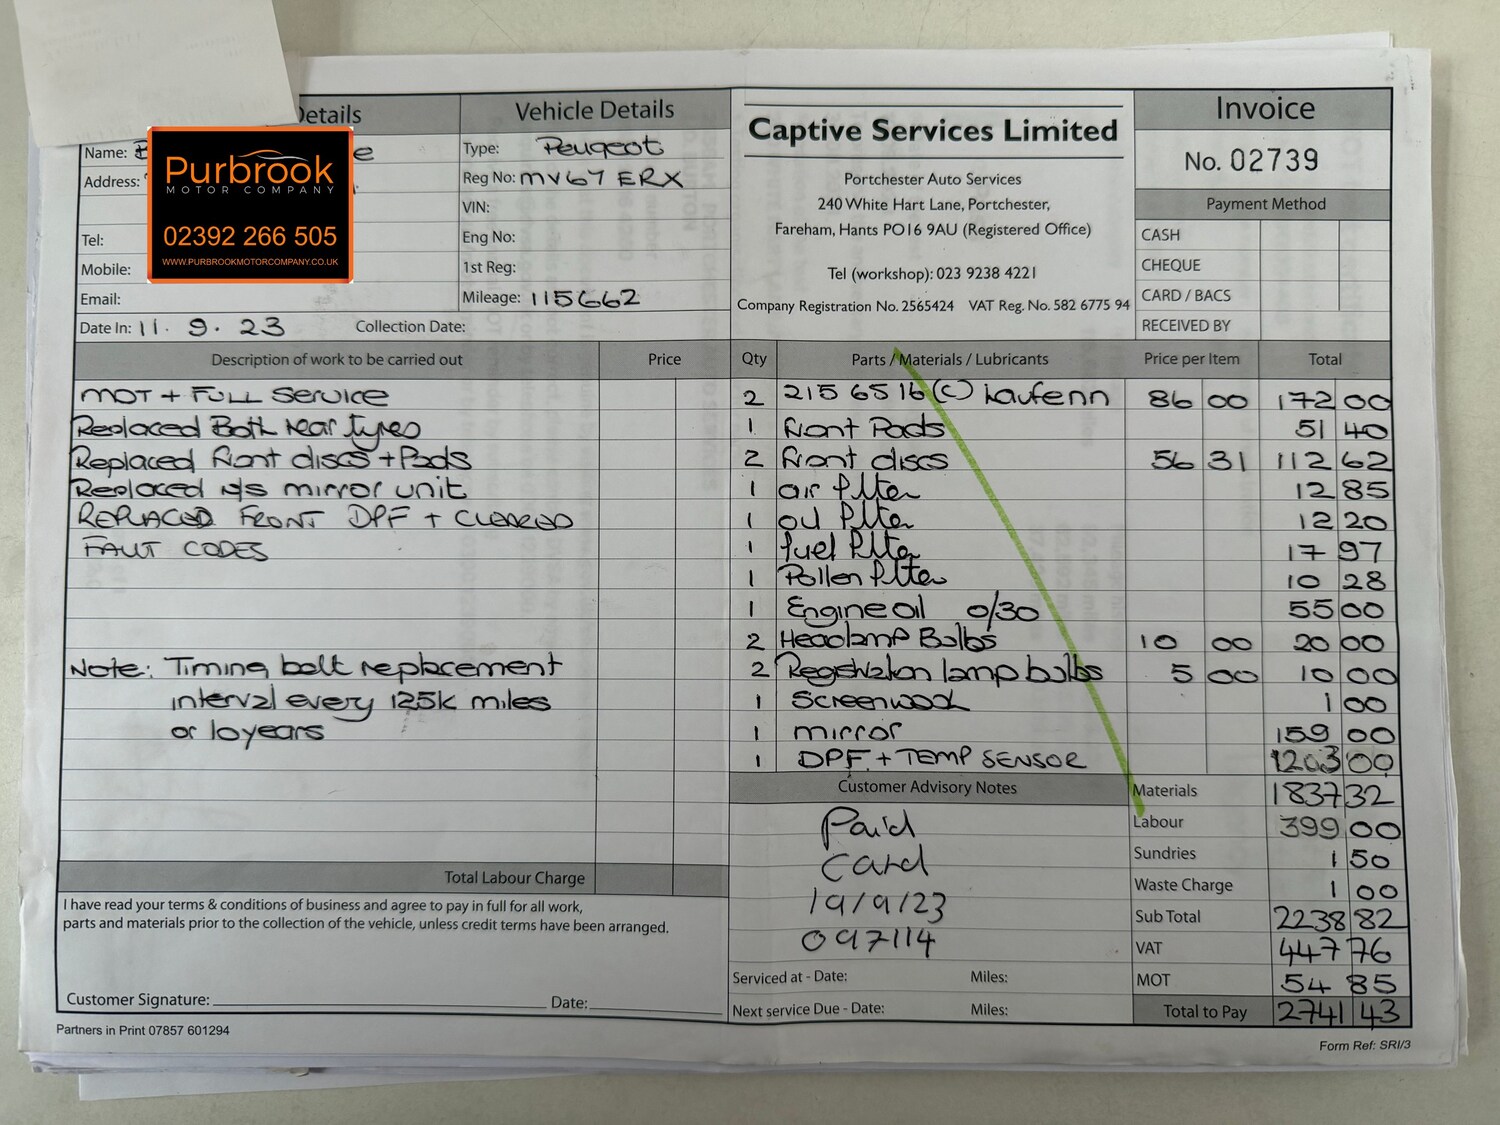 Details
Name: e
Address:
Tel:
Mobile:
Email:
Purbrook
MOTOR COMPANY
02392 266 505
WWW.PURBROOKMOTORCOMPANY.CO.UK
Vehicle Details
Type: Peugeot
Reg No: MV67 ERX
VIN:
Eng No:
1st Reg:
Mileage: 115662
Date In: 11. 9. 23 Collection Date:
Captive Services Limited
Portchester Auto Services
240 White Hart Lane, Portchester,
Fareham, Hants PO16 9AU (Registered Office)
Tel (workshop): 023 9238 4221
Company Registration No. 2565424 VAT Reg. No. 582 6775 94
Invoice
No. 02739
Payment Method
CASH
CHEQUE
CARD / BACS
RECEIVED BY
Description of work to be carried out Price
MOT + FULL Service
Replaced Both rear tyres
Replaced front discs + Pads
Replaced n/s mirror unit
REPLACED FRONT DPF + CLEARED
FAULT CODES
Note: Timing belt replacement
interval every 125K miles
or 10years
Total Labour Charge
I have read your terms & conditions of business and agree to pay in full for all work,
parts and materials prior to the collection of the vehicle, unless credit terms have been arranged.
Customer Signature: Date:
Qty Parts / Materials / Lubricants Price per Item Total
2 215 65 16 (C) Laufenn 86 00 172 00
1 front Pads 51 40
2 front discs 56 31 112 62
1 air filter 12 85
1 oil filter 12 20
1 fuel filter 17 97
1 Pollen filter 10 28
1 Engine oil 0/30 55 00
2 Headlamp Bulbs 10 00 20 00
2 Registration lamp bulbs 5 00 10 00
1 Screenwash 1 00
1 mirror 159 00
1 DPF + TEMP SENSOR 1203 00
Customer Advisory Notes
Paid
Card
19/9/23
097114
Serviced at - Date: Miles:
Next service Due - Date: Miles:
Materials 1837 32
Labour 399 00
Sundries 1 50
Waste Charge 1 00
Sub Total 2238 82
VAT 447 76
MOT 54 85
Total to Pay 2741 43
Partners in Print 07857 601294
Form Ref: SRI/3